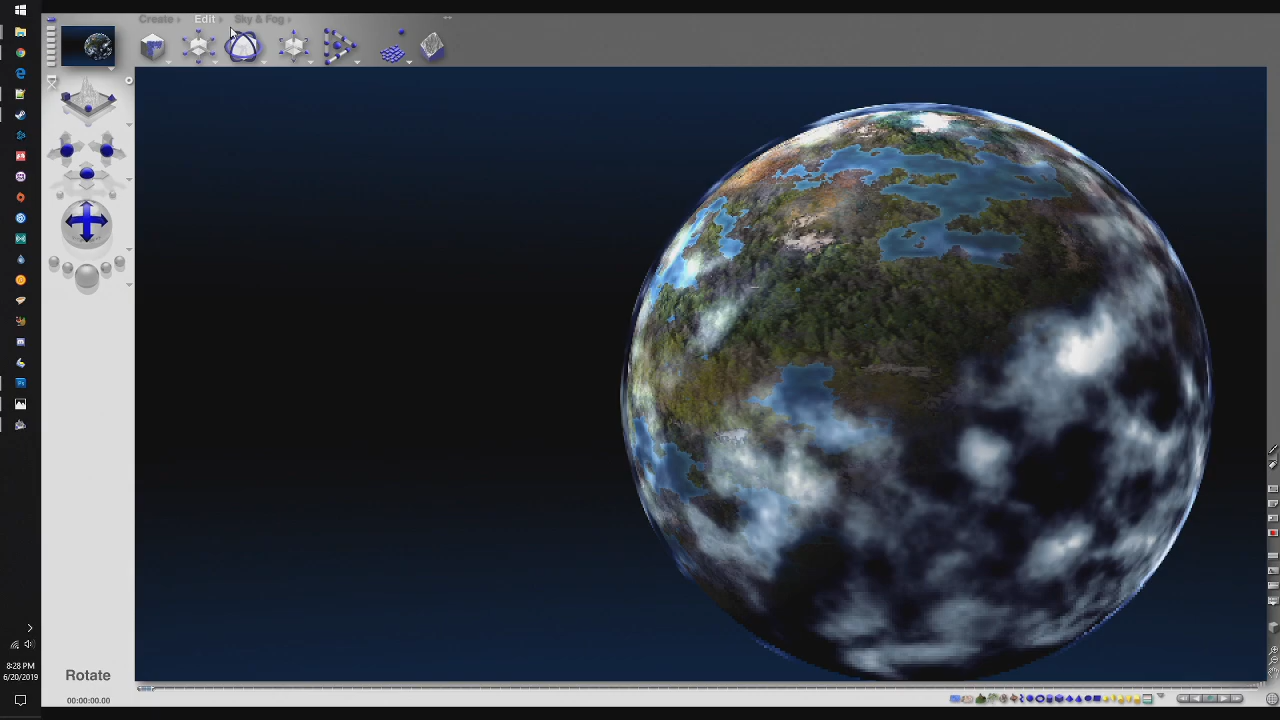 Create Edit Sky & Fog
Rotate
00:00:00.00
8:28 PM
6/20/2019